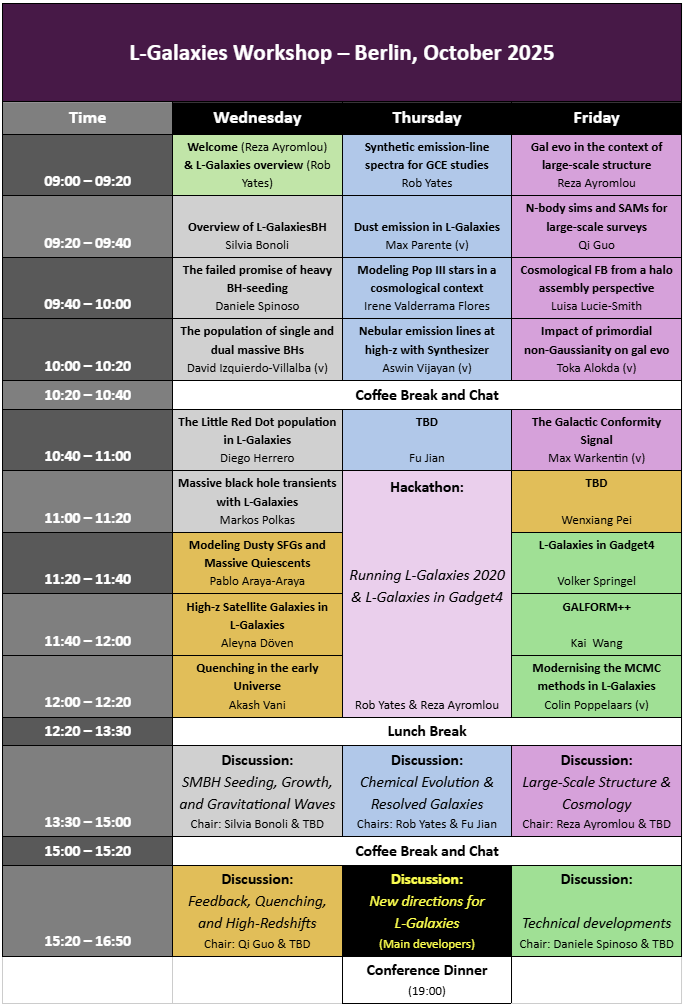 L-Galaxies Workshop – Berlin, October 2025
Time
Wednesday
Thursday
Friday
09:00 – 09:20
Welcome (Reza Ayromlou)
& L-Galaxies overview (Rob
Yates)
Synthetic emission-line
spectra for GCE studies
Rob Yates
Gal evo in the context of
large-scale structure
Reza Ayromlou
09:20 – 09:40
Overview of L-GalaxiesBH
Silvia Bonoli
Dust emission in L-Galaxies
Max Parente (v)
N-body sims and SAMs for
large-scale surveys
Qi Guo
09:40 – 10:00
The failed promise of heavy
BH-seeding
Daniele Spinoso
Modeling Pop III stars in a
cosmological context
Irene Valderrama Flores
Cosmological FB from a halo
assembly perspective
Luisa Lucie-Smith
10:00 – 10:20
The population of single and
dual massive BHs
David Izquierdo-Villalba (v)
Nebular emission lines at
high-z with Synthesizer
Aswin Vijayan (v)
Impact of primordial
non-Gaussianity on gal evo
Toka Alokda (v)
10:20 – 10:40
Coffee Break and Chat
10:40 – 11:00
The Little Red Dot population
in L-Galaxies
Diego Herrero
TBD
Fu Jian
The Galactic Conformity
Signal
Max Warkentin (v)
11:00 – 11:20
Massive black hole transients
with L-Galaxies
Markos Polkas
Hackathon:
Running L-Galaxies 2020
& L-Galaxies in Gadget4
Rob Yates & Reza Ayromlou
TBD
Wenxiang Pei
11:20 – 11:40
Modeling Dusty SFGs and
Massive Quiescents
Pablo Araya-Araya
L-Galaxies in Gadget4
Volker Springel
11:40 – 12:00
High-z Satellite Galaxies in
L-Galaxies
Aleyna Döven
GALFORM++
Kai Wang
12:00 – 12:20
Quenching in the early
Universe
Akash Vani
Modernising the MCMC
methods in L-Galaxies
Colin Poppelaars (v)
12:20 – 13:30
Lunch Break
13:30 – 15:00
Discussion:
SMBH Seeding, Growth,
and Gravitational Waves
Chair: Silvia Bonoli & TBD
Discussion:
Chemical Evolution &
Resolved Galaxies
Chairs: Rob Yates & Fu Jian
Discussion:
Large-Scale Structure &
Cosmology
Chair: Reza Ayromlou & TBD
15:00 – 15:20
Coffee Break and Chat
15:20 – 16:50
Discussion:
Feedback, Quenching,
and High-Redshifts
Chair: Qi Guo & TBD
Discussion:
New directions for
L-Galaxies
(Main developers)
Discussion:
Technical developments
Chair: Daniele Spinoso & TBD
Conference Dinner
(19:00)